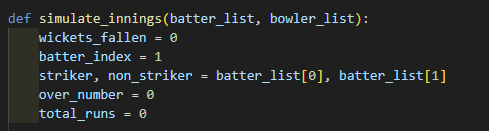 def simulate_innings(batter_list, bowler_list):
    wickets_fallen = 0
    batter_index = 1
    striker, non_striker = batter_list[0], batter_list[1]
    over_number = 0
    total_runs = 0